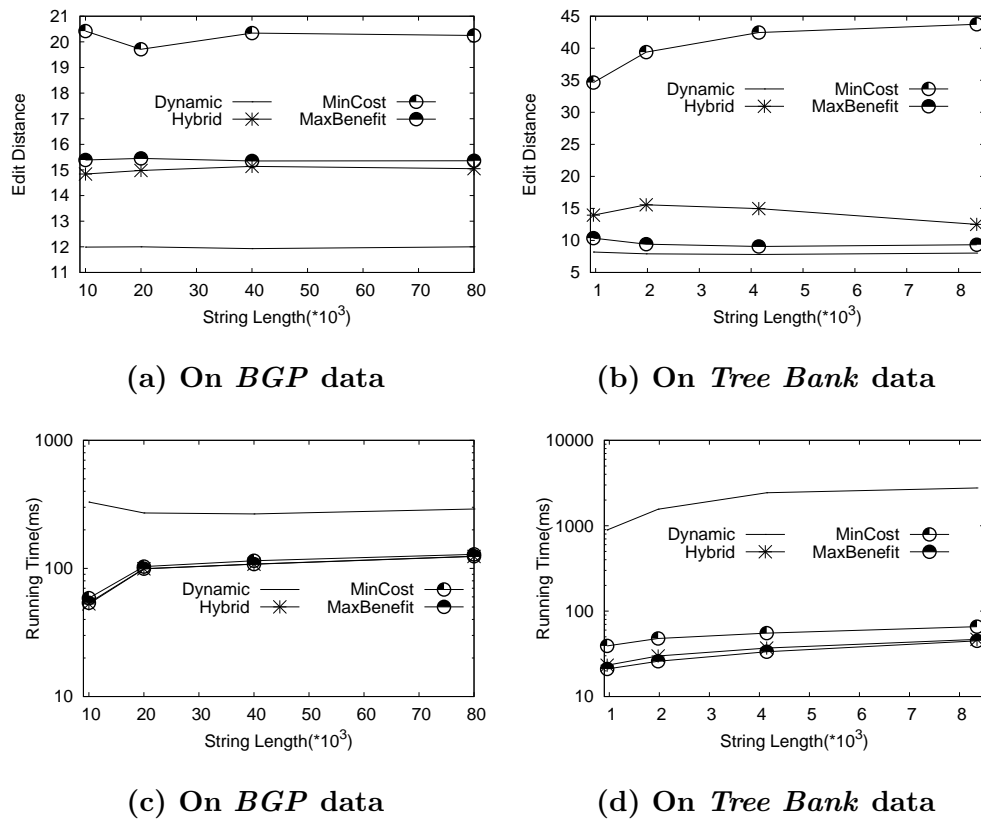 21
20
19
18
17
16
15
14
13
12
11
Edit Distance
Dynamic
Hybrid
MinCost
MaxBenefit
10 20 30 40 50 60 70 80
String Length(*10³)
(a) On BGP data
45
40
35
30
25
20
15
10
5
Edit Distance
Dynamic
Hybrid
MinCost
MaxBenefit
1 2 3 4 5 6 7 8
String Length(*10³)
(b) On Tree Bank data
1000
100
10
Running Time(ms)
Dynamic
Hybrid
MinCost
MaxBenefit
10 20 30 40 50 60 70 80
String Length(*10³)
(c) On BGP data
10000
1000
100
10
Running Time(ms)
Dynamic
Hybrid
MinCost
MaxBenefit
1 2 3 4 5 6 7 8
String Length(*10³)
(d) On Tree Bank data